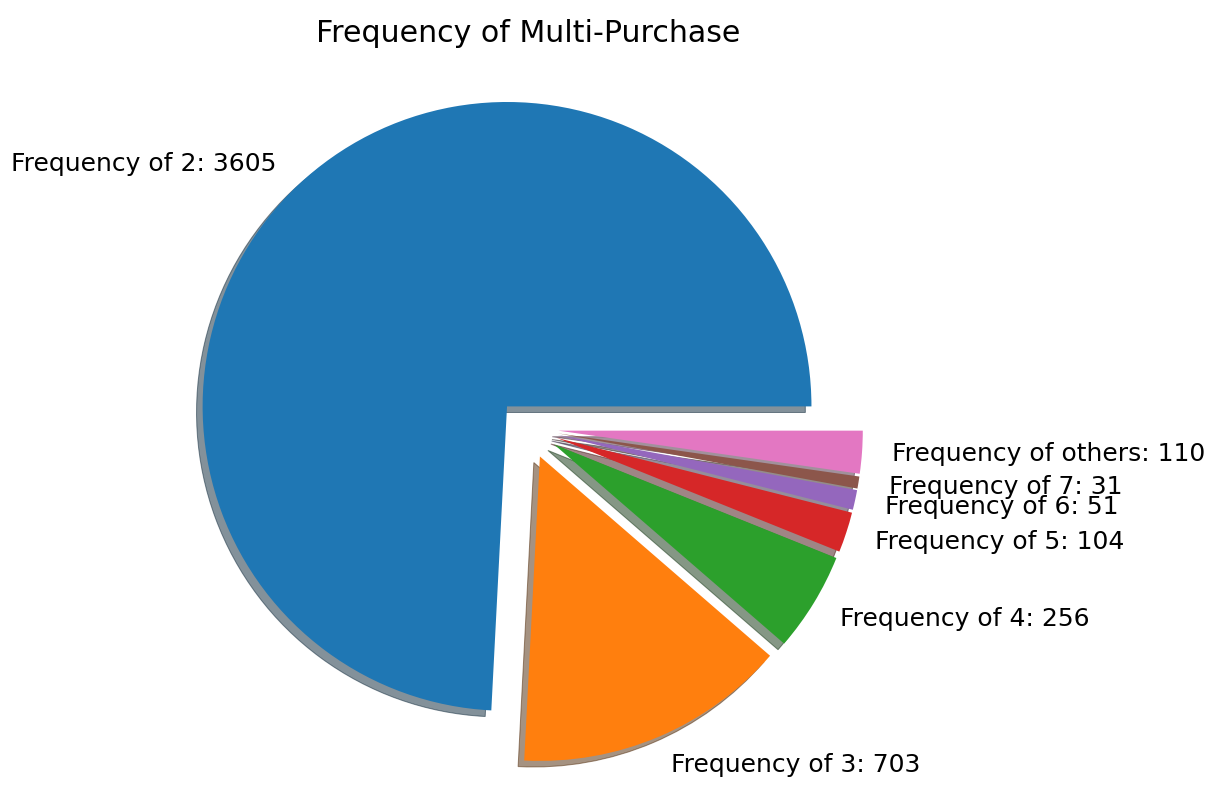 Frequency of Multi-Purchase
Frequency of 2: 3605
Frequency of others: 110
Frequency of 7: 31
Frequency of 6: 51
Frequency of 5: 104
Frequency of 4: 256
Frequency of 3: 703